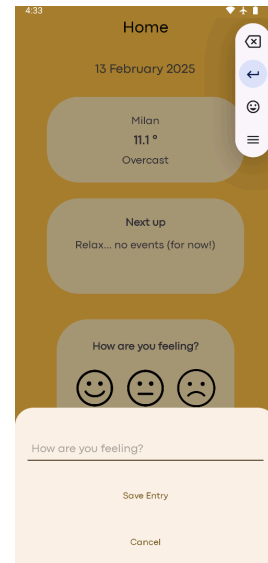 4:33
Home
13 February 2025
Milan
11.1 °
Overcast
Next up
Relax... no events (for now!)
How are you feeling?
How are you feeling?
Save Entry
Cancel